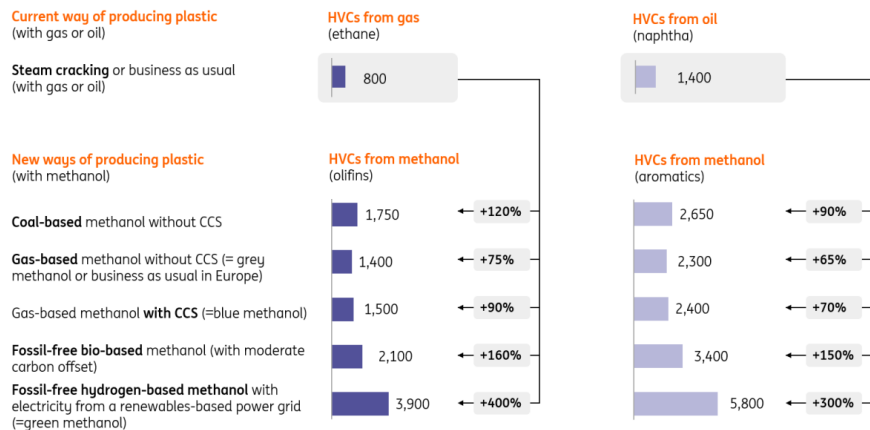 Current way of producing plastic
(with gas or oil)
HVCs from gas
(ethane)
HVCs from oil
(naphtha)
Steam cracking or business as usual
(with gas or oil)
800
1,400
New ways of producing plastic
(with methanol)
HVCs from methanol
(olifins)
HVCs from methanol
(aromatics)
Coal-based methanol without CCS
1,750
+120%
2,650
+90%
Gas-based methanol without CCS (= grey
methanol or business as usual in Europe)
1,400
+75%
2,300
+65%
Gas-based methanol with CCS (=blue methanol)
1,500
+90%
2,400
+70%
Fossil-free bio-based methanol (with moderate
carbon offset)
2,100
+160%
3,400
+150%
Fossil-free hydrogen-based methanol with
electricity from a renewables-based power grid
(=green methanol)
3,900
+400%
5,800
+300%